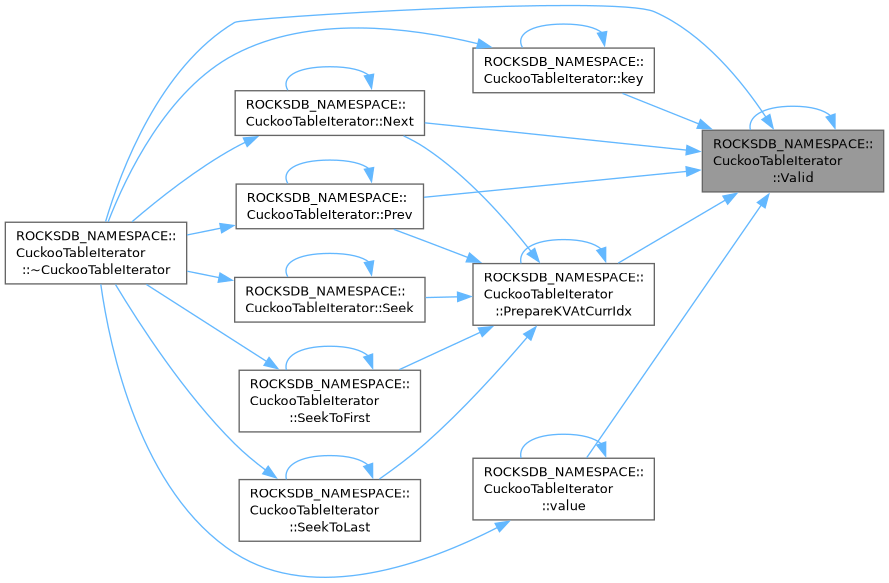 ROCKSDB_NAMESPACE::
CuckooTableIterator::key
ROCKSDB_NAMESPACE::
CuckooTableIterator::Next
ROCKSDB_NAMESPACE::
CuckooTableIterator
::Valid
ROCKSDB_NAMESPACE::
CuckooTableIterator::Prev
ROCKSDB_NAMESPACE::
CuckooTableIterator
::~CuckooTableIterator
ROCKSDB_NAMESPACE::
CuckooTableIterator::Seek
ROCKSDB_NAMESPACE::
CuckooTableIterator
::PrepareKVAtCurrIdx
ROCKSDB_NAMESPACE::
CuckooTableIterator
::SeekToFirst
ROCKSDB_NAMESPACE::
CuckooTableIterator
::SeekToLast
ROCKSDB_NAMESPACE::
CuckooTableIterator
::value